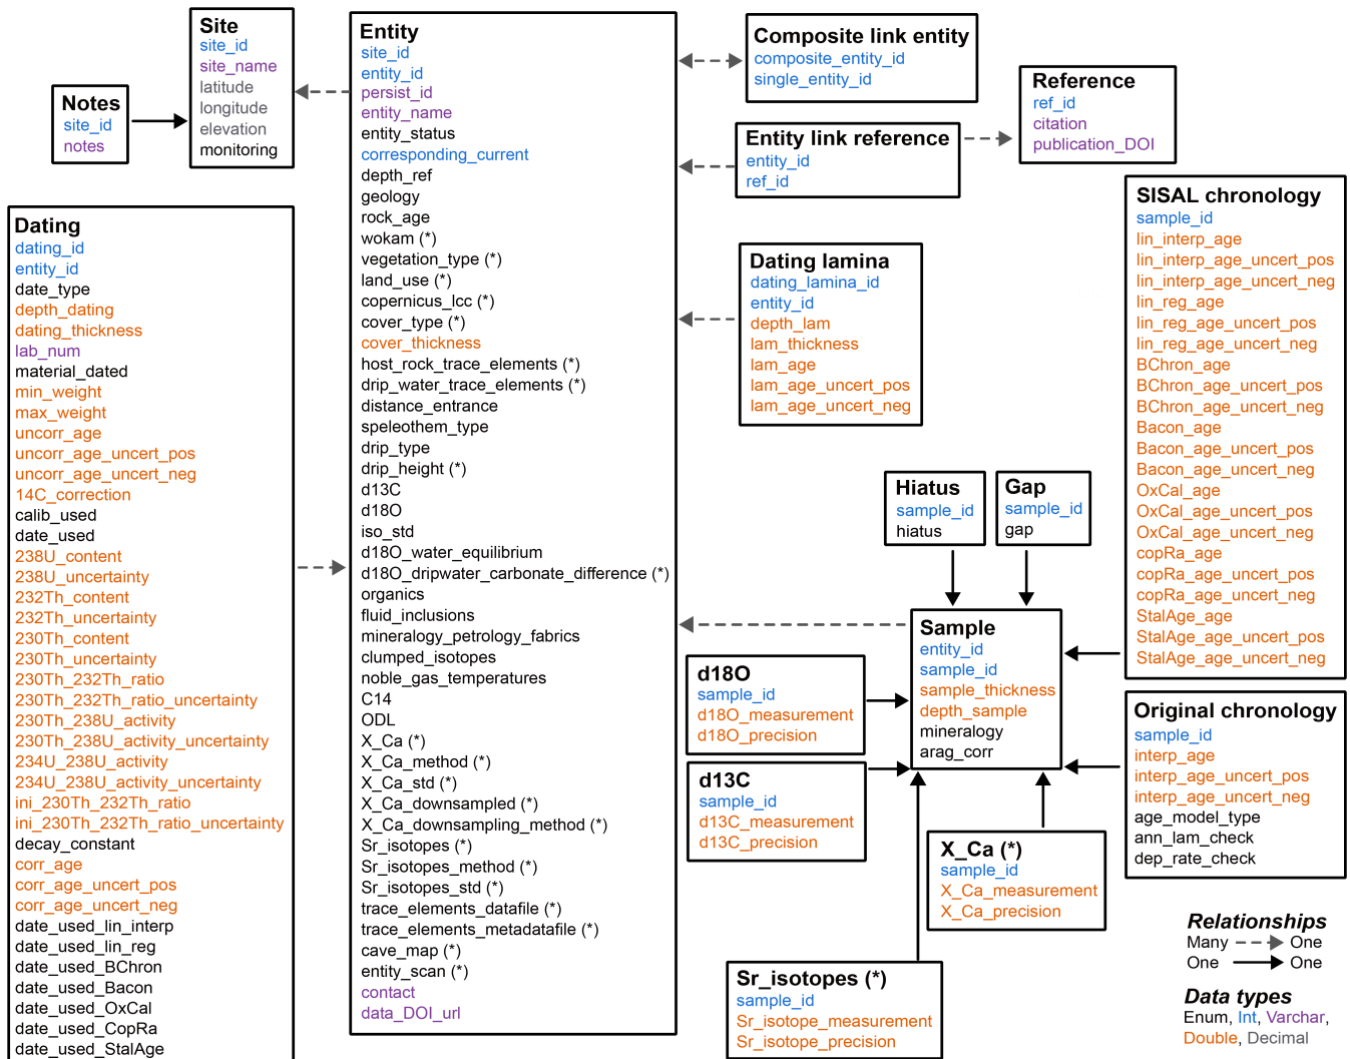 Site
site_id
site_name
latitude
longitude
elevation
monitoring
Notes
site_id
notes
Dating
dating_id
entity_id
date_type
depth_dating
dating_thickness
lab_num
material_dated
min_weight
max_weight
uncorr_age
uncorr_age_uncert_pos
uncorr_age_uncert_neg
14C_correction
calib_used
date_used
238U_content
238U_uncertainty
232Th_content
232Th_uncertainty
230Th_content
230Th_uncertainty
230Th_232Th_ratio
230Th_232Th_ratio_uncertainty
230Th_238U_activity
230Th_238U_activity_uncertainty
234U_238U_activity
234U_238U_activity_uncertainty
ini_230Th_232Th_ratio
ini_230Th_232Th_ratio_uncertainty
decay_constant
corr_age
corr_age_uncert_pos
corr_age_uncert_neg
date_used_lin_interp
date_used_lin_reg
date_used_BChron
date_used_Bacon
date_used_OxCal
date_used_CopRa
date_used_StalAge
Entity
site_id
entity_id
persist_id
entity_name
entity_status
corresponding_current
depth_ref
geology
rock_age
wokam (*)
vegetation_type (*)
land_use (*)
copernicus_lcc (*)
cover_type (*)
cover_thickness
host_rock_trace_elements (*)
drip_water_trace_elements (*)
distance_entrance
speleothem_type
drip_type
drip_height (*)
d13C
d18O
iso_std
d18O_water_equilibrium
d18O_dripwater_carbonate_difference (*)
organics
fluid_inclusions
mineralogy_petrology_fabrics
clumped_isotopes
noble_gas_temperatures
C14
ODL
X_Ca (*)
X_Ca_method (*)
X_Ca_std (*)
X_Ca_downsampled (*)
X_Ca_downsampling_method (*)
Sr_isotopes (*)
Sr_isotopes_method (*)
Sr_isotopes_std (*)
trace_elements_datafile (*)
trace_elements_metadatafile (*)
cave_map (*)
entity_scan (*)
contact
data_DOI_url
Composite link entity
composite_entity_id
single_entity_id
Entity link reference
entity_id
ref_id
Reference
ref_id
citation
publication_DOI
Dating lamina
dating_lamina_id
entity_id
depth_lam
lam_thickness
lam_age
lam_age_uncert_pos
lam_age_uncert_neg
SISAL chronology
sample_id
lin_interp_age
lin_interp_age_uncert_pos
lin_interp_age_uncert_neg
lin_reg_age
lin_reg_age_uncert_pos
lin_reg_age_uncert_neg
BChron_age
BChron_age_uncert_pos
BChron_age_uncert_neg
Bacon_age
Bacon_age_uncert_pos
Bacon_age_uncert_neg
OxCal_age
OxCal_age_uncert_pos
OxCal_age_uncert_neg
copRa_age
copRa_age_uncert_pos
copRa_age_uncert_neg
StalAge_age
StalAge_age_uncert_pos
StalAge_age_uncert_neg
Hiatus
sample_id
hiatus
Gap
sample_id
gap
Sample
entity_id
sample_id
sample_thickness
depth_sample
mineralogy
arag_corr
d18O
sample_id
d18O_measurement
d18O_precision
d13C
sample_id
d13C_measurement
d13C_precision
Original chronology
sample_id
interp_age
interp_age_uncert_pos
interp_age_uncert_neg
age_model_type
ann_lam_check
dep_rate_check
X_Ca (*)
sample_id
X_Ca_measurement
X_Ca_precision
Sr_isotopes (*)
sample_id
Sr_isotope_measurement
Sr_isotope_precision
Relationships
Many One
One One
Data types
Enum, Int, Varchar,
Double, Decimal